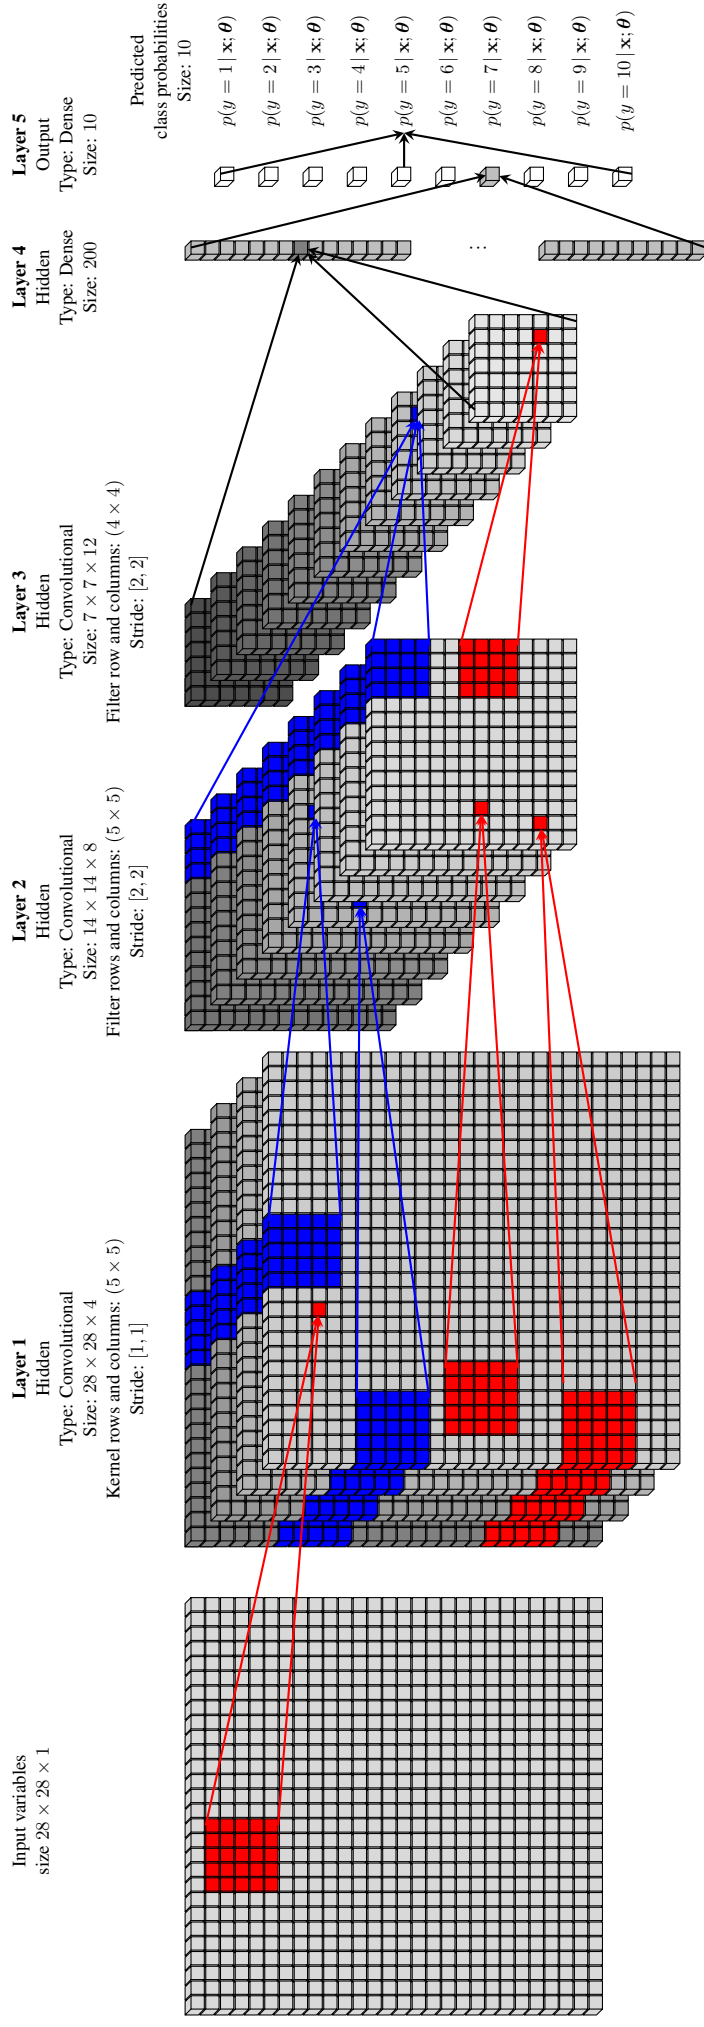 Input variables
size 28 × 28 × 1
Layer 1
Hidden
Type: Convolutional
Size: 28 × 28 × 4
Kernel rows and columns: (5 × 5)
Stride: [1, 1]
Layer 2
Hidden
Type: Convolutional
Size: 14 × 14 × 8
Filter rows and columns: (5 × 5)
Stride: [2, 2]
Layer 3
Hidden
Type: Convolutional
Size: 7 × 7 × 12
Filter row and columns: (4 × 4)
Stride: [2, 2]
Layer 4
Hidden
Type: Dense
Size: 200
...
Layer 5
Output
Type: Dense
Size: 10
Predicted
class probabilities
Size: 10
p(y = 1 | x; θ)
p(y = 2 | x; θ)
p(y = 3 | x; θ)
p(y = 4 | x; θ)
p(y = 5 | x; θ)
p(y = 6 | x; θ)
p(y = 7 | x; θ)
p(y = 8 | x; θ)
p(y = 9 | x; θ)
p(y = 10 | x; θ)